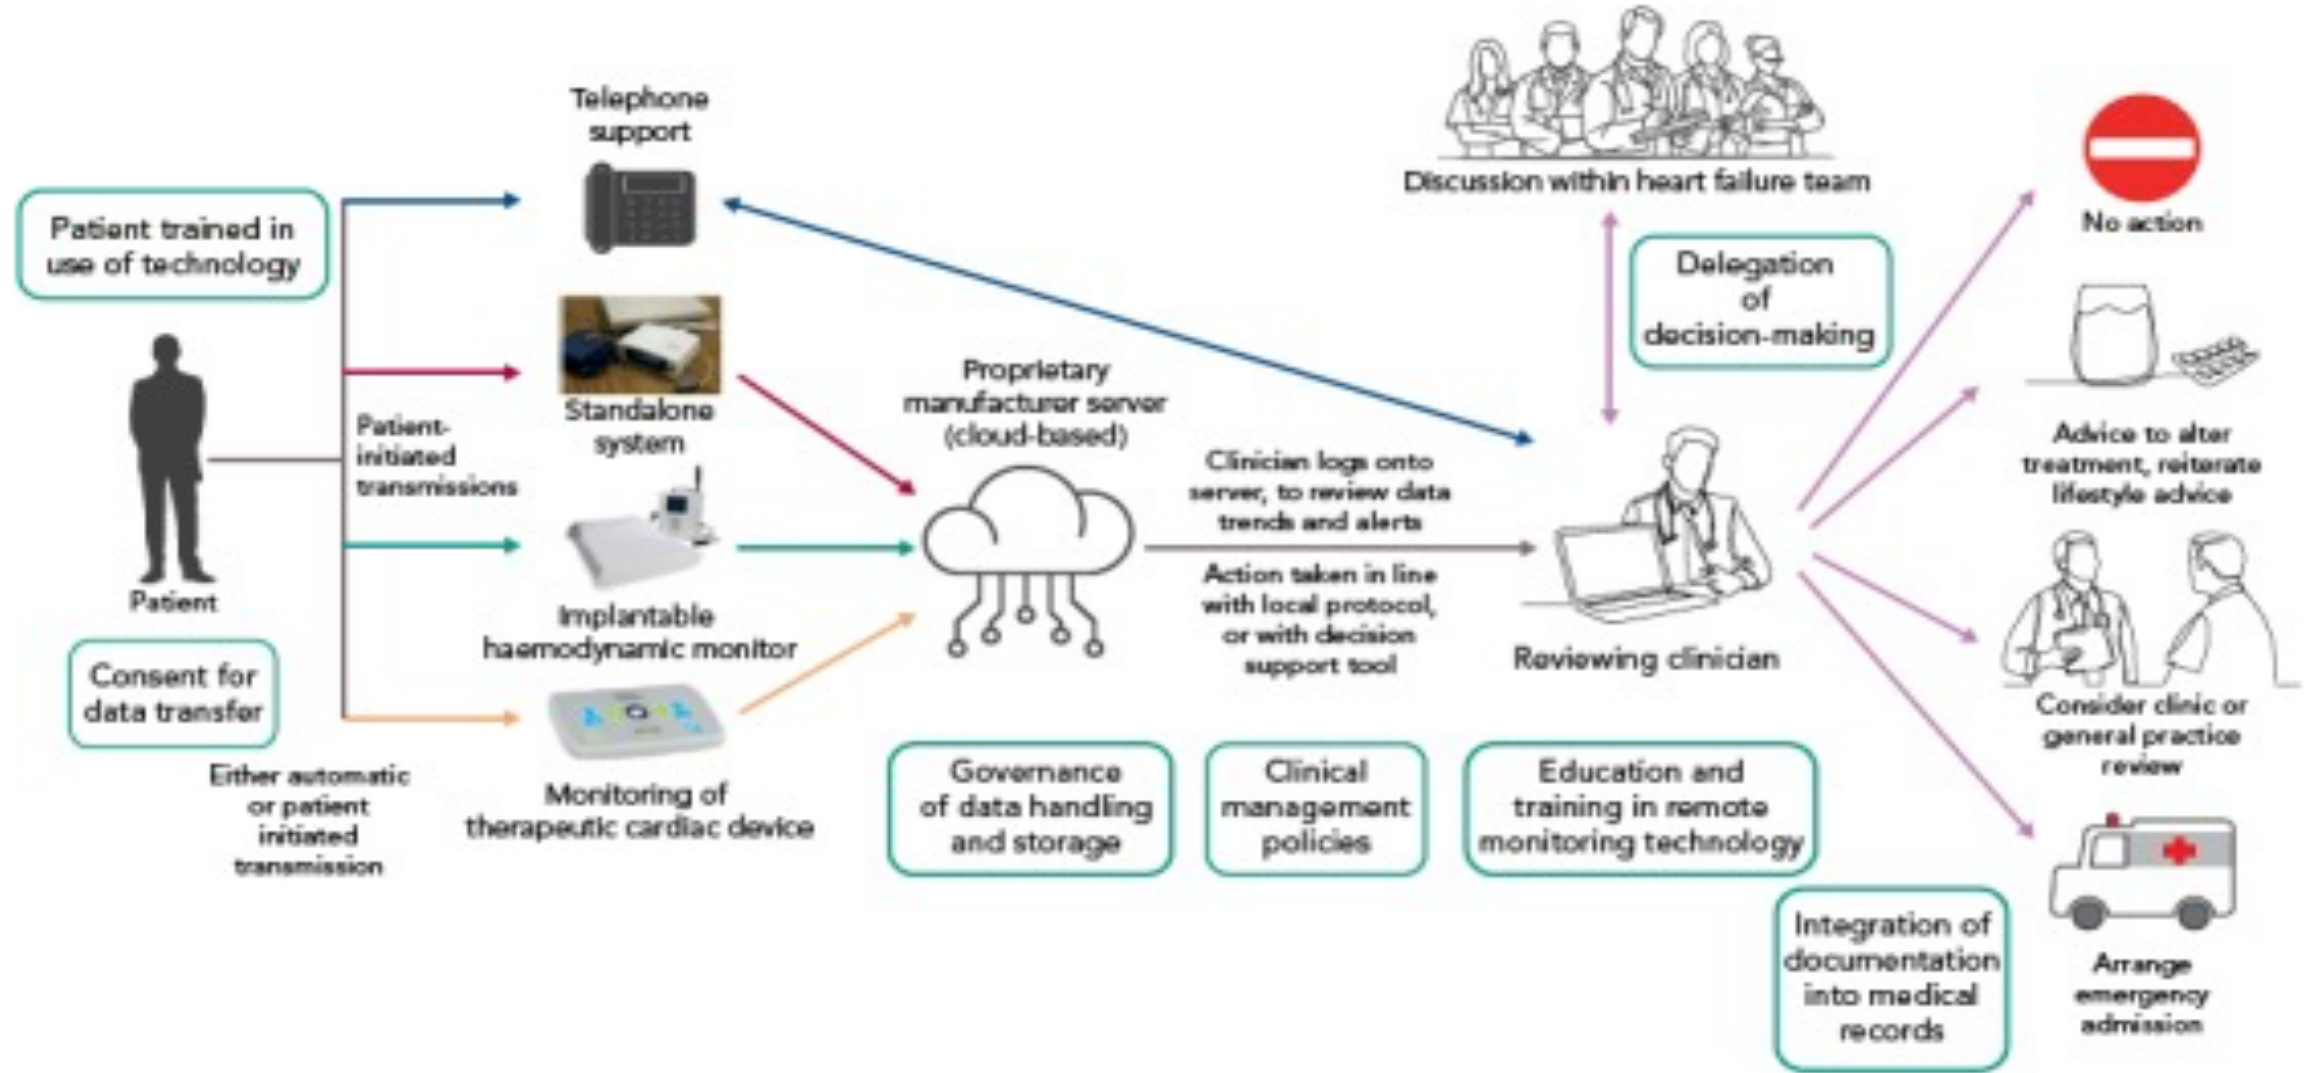 Telephone
support
Patient trained in
use of technology
Patient
Consent for
data transfer
Patient-
initiated
transmissions
Either automatic
or patient
initiated
transmission
Standalone
system
Implantable
haemodynamic monitor
Monitoring of
therapeutic cardiac device
Proprietary
manufacturer server
(cloud-based)
Clinician logs onto
server, to review data
trends and alerts
Action taken in line
with local protocol,
or with decision
support tool
Discussion within heart failure team
Delegation
of
decision-making
Reviewing clinician
Governance
of data handling
and storage
Clinical
management
policies
Education and
training in remote
monitoring technology
Integration of
documentation
into medical
records
No action
Advice to alter
treatment, reiterate
lifestyle advice
Consider clinic or
general practice
review
Arrange
emergency
admission